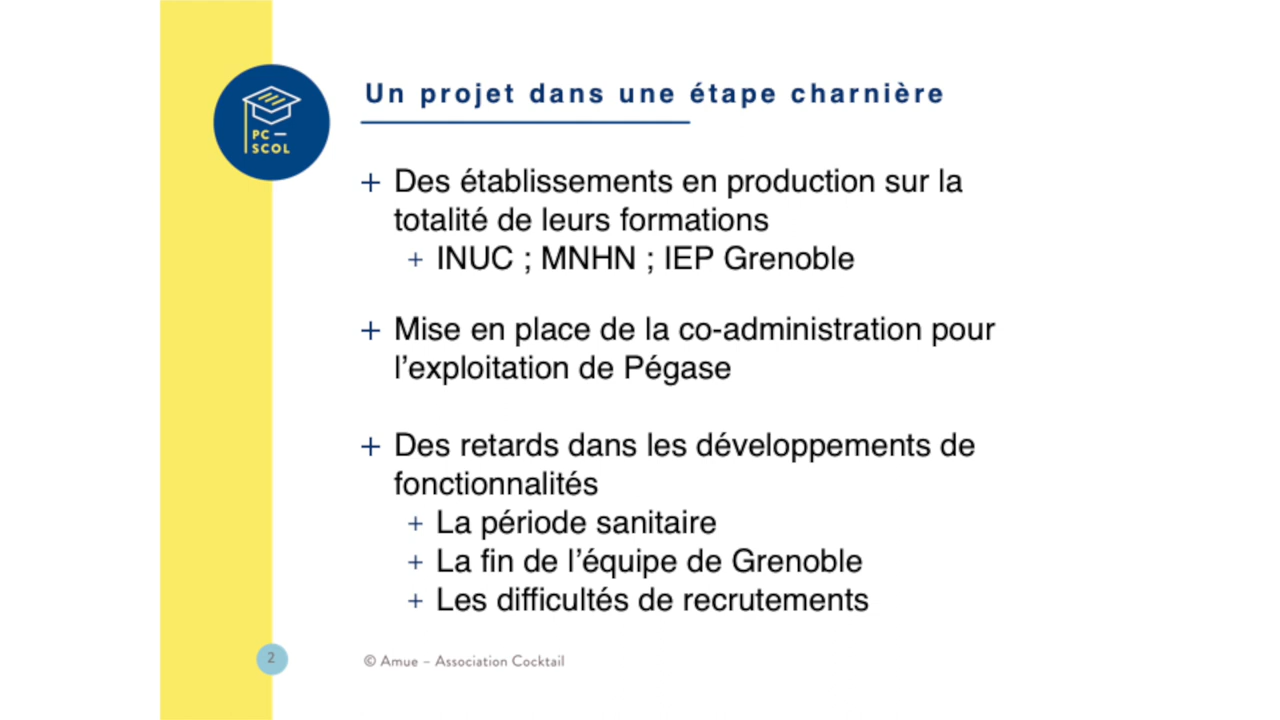 PC —
SCOL
Un projet dans une étape charnière
+ Des établissements en production sur la
totalité de leurs formations
+ INUC ; MNHN ; IEP Grenoble
+ Mise en place de la co-administration pour
l’exploitation de Pégase
+ Des retards dans les développements de
fonctionnalités
+ La période sanitaire
+ La fin de l’équipe de Grenoble
+ Les difficultés de recrutements
2
© Amue – Association Cocktail